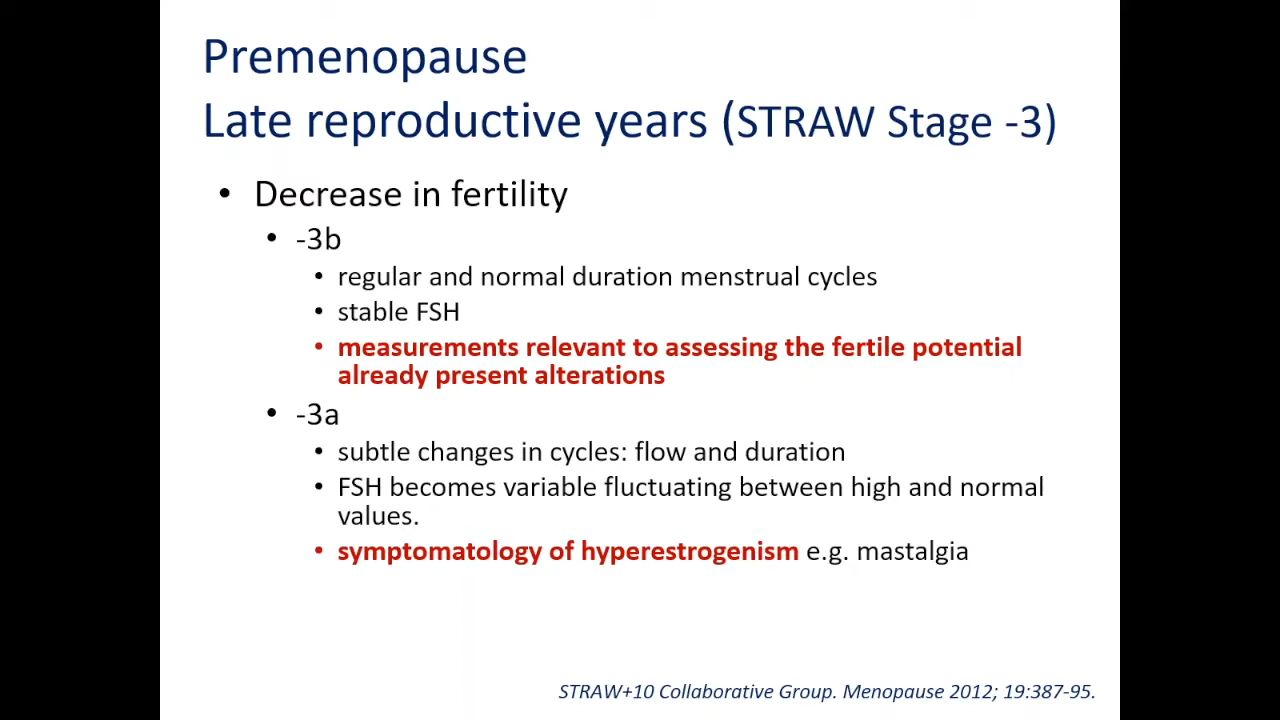 Premenopause
Late reproductive years (STRAW Stage -3)
• Decrease in fertility
• -3b
• regular and normal duration menstrual cycles
• stable FSH
• measurements relevant to assessing the fertile potential
already present alterations
• -3a
• subtle changes in cycles: flow and duration
• FSH becomes variable fluctuating between high and normal
values.
• symptomatology of hyperestrogenism e.g. mastalgia
STRAW+10 Collaborative Group. Menopause 2012; 19:387-95.